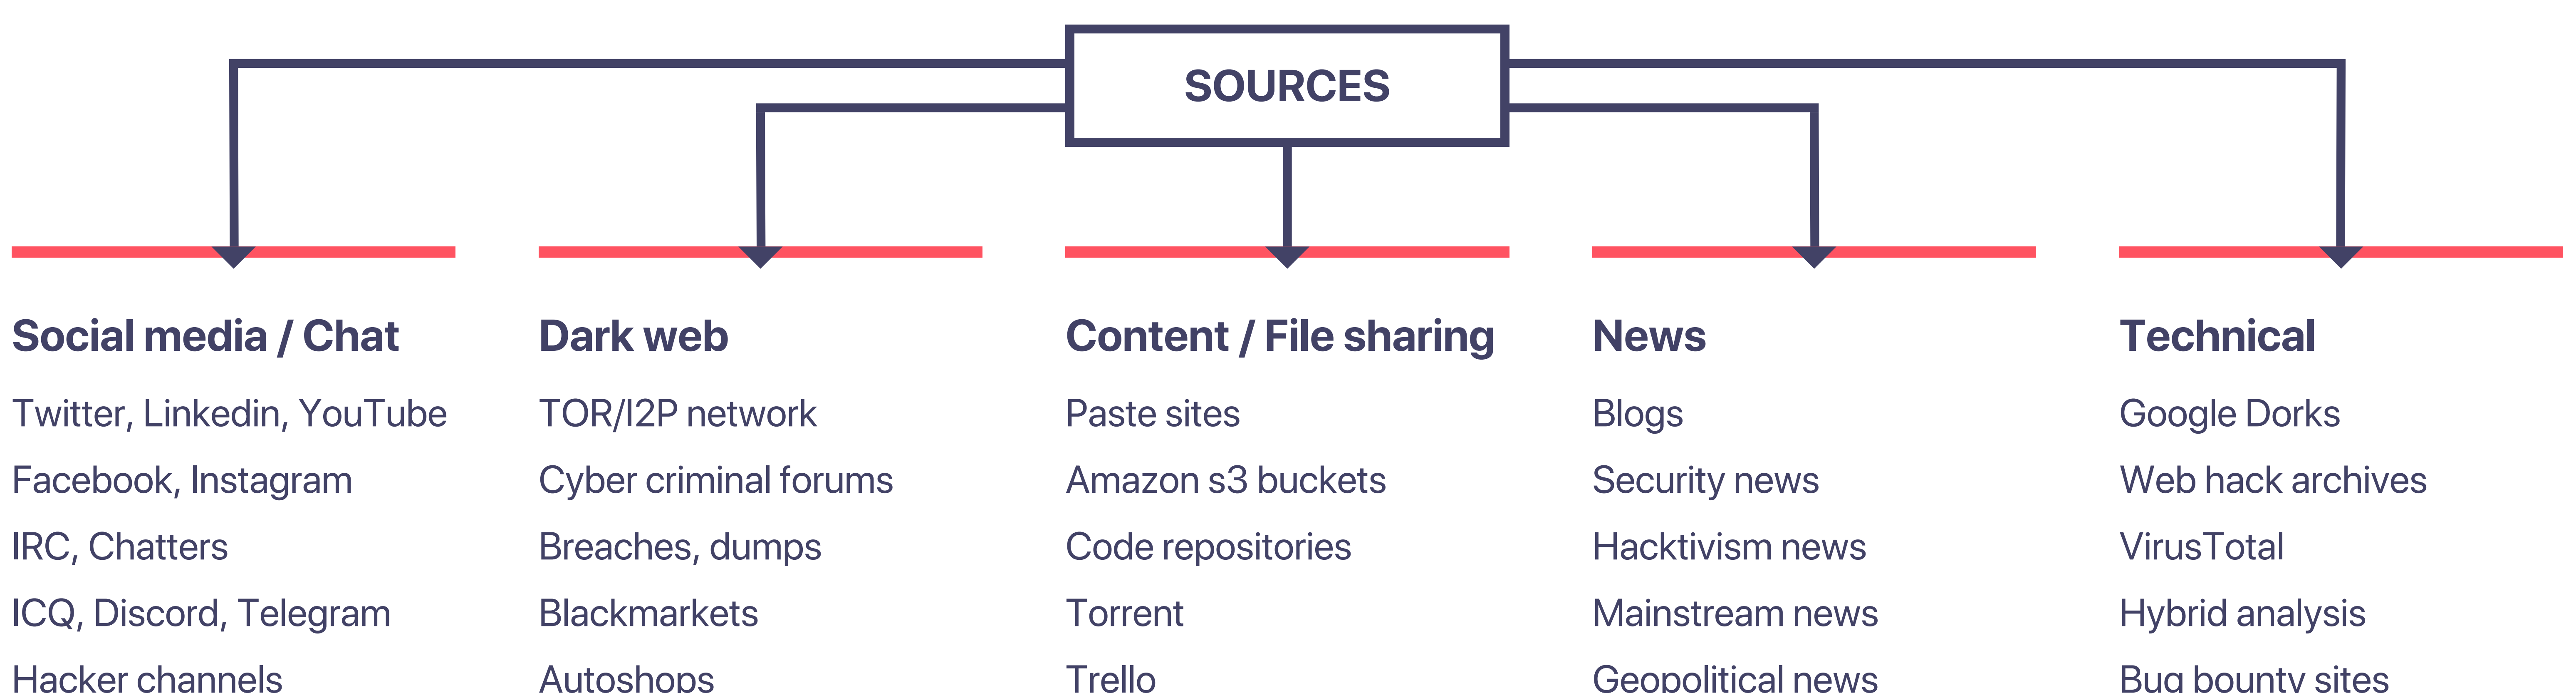 SOURCES
Social media / Chat
Twitter, Linkedin, YouTube
Facebook, Instagram
IRC, Chatters
ICQ, Discord, Telegram
Hacker channels
Dark web
TOR/I2P network
Cyber criminal forums
Breaches, dumps
Blackmarkets
Autoshops
Content / File sharing
Paste sites
Amazon s3 buckets
Code repositories
Torrent
Trello
News
Blogs
Security news
Hacktivism news
Mainstream news
Geopolitical news
Technical
Google Dorks
Web hack archives
VirusTotal
Hybrid analysis
Bug bounty sites